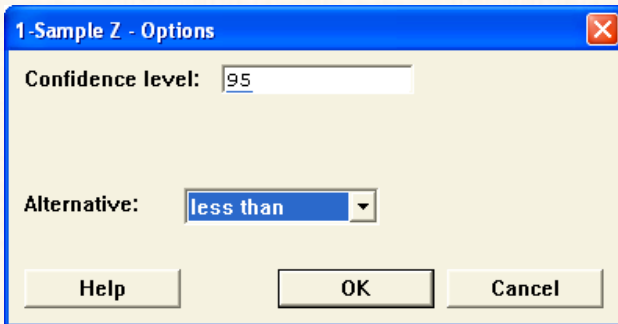 1-Sample Z - Options
Confidence level: 95
Alternative: less than
Help OK Cancel